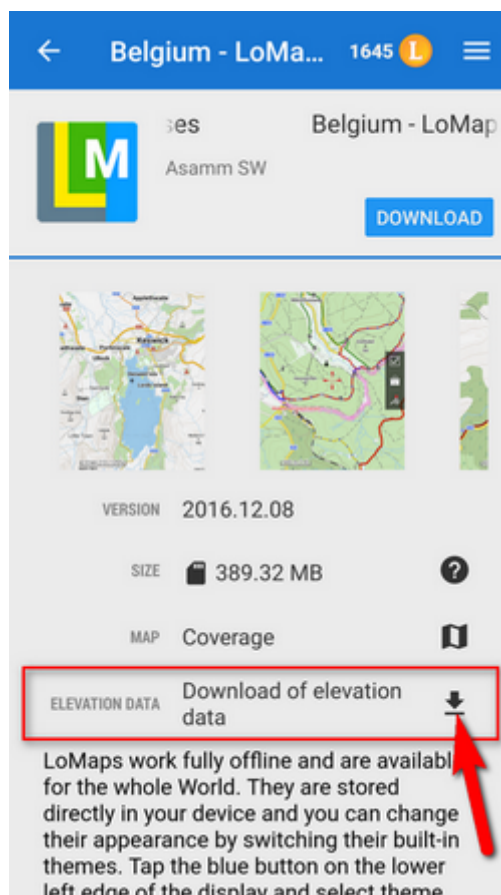 Belgium - LoMa... 1645 L
ses Belgium - LoMap
M
Asamm SW
DOWNLOAD
Keswick
VERSION 2016.12.08
SIZE 389.32 MB ?
MAP Coverage
ELEVATION DATA Download of elevation
data
LoMaps work fully offline and are availabl
for the whole World. They are stored
directly in your device and you can change
their appearance by switching their built-in
themes. Tap the blue button on the lower
left edge of the display and select theme